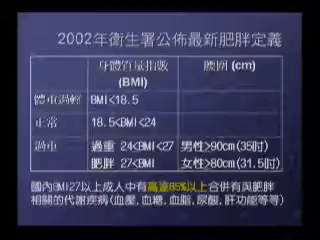 2002年衛生署公佈最新肥胖定義
身體質量指數 (BMI)
腰圍 (cm)
體重過輕 BMI<18.5
正常 18.5<BMI<24
過重 過重 24<BMI<27 男性>90cm(35吋)
肥胖 27<BMI 女性>80cm(31.5吋)
國內BMI27以上成人中有高達85%以上合併有與肥胖
相關的代謝疾病(血壓,血糖,血脂,尿酸,肝功能等等)